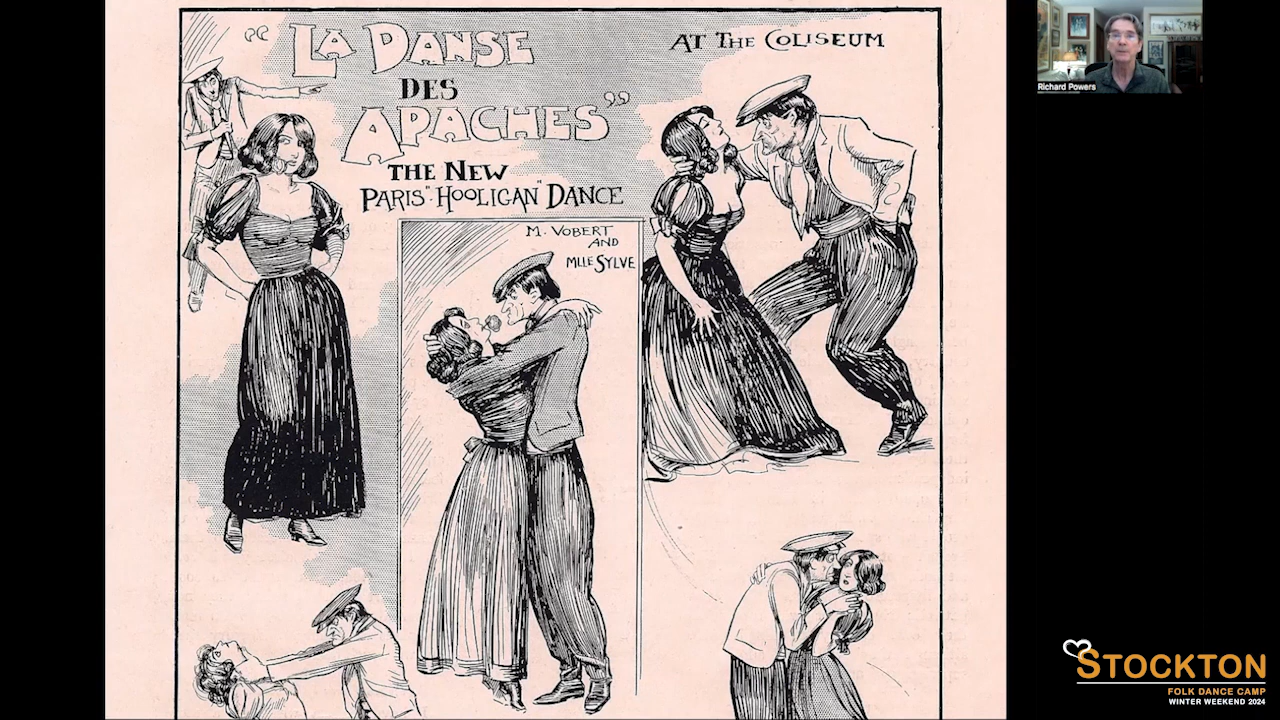 "LA DANSE
DES
APACHES"
THE NEW
PARIS "HOOLIGAN" DANCE
AT THE COLISEUM
M. VOBERT
AND
MLLE SYLVE
Richard Powers
STOCKTON
FOLK DANCE CAMP
WINTER WEEKEND 2024